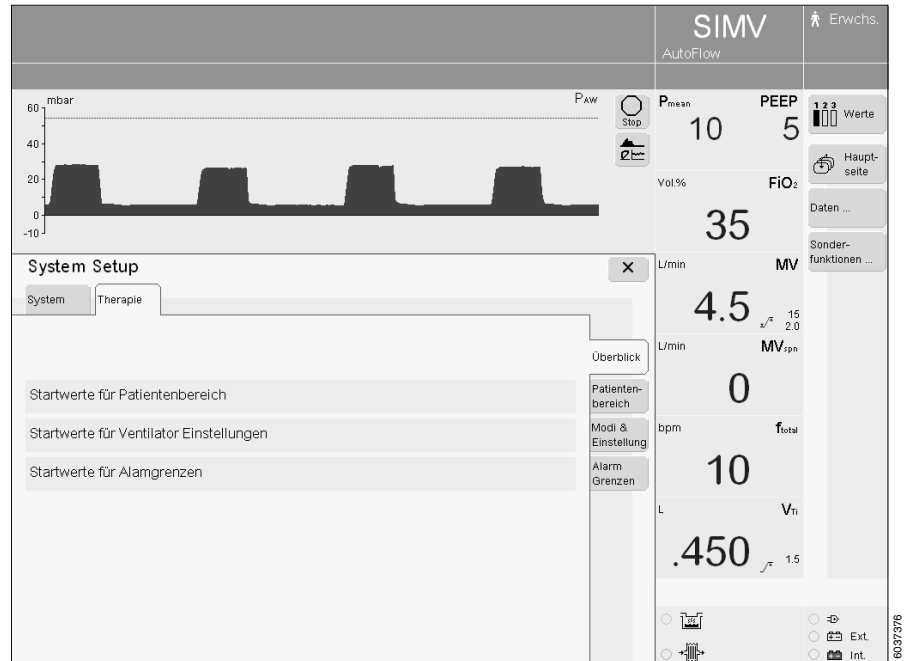 SIMV
AutoFlow
Erwchs.
mbar
PAW
60
40
20
0
-10
Stop
Pmean
PEEP
10
5
Vol.%
FiO2
35
L/min
MV
4.5
15
2.0
L/min
MVspn
0
bpm
ftotal
10
L
VTi
.450
1.5
1 2 3
Werte
Haupt-
seite
Daten ...
Sonder-
funktionen ...
System Setup
System
Therapie
Überblick
Patienten-
bereich
Modi &
Einstellung
Alarm
Grenzen
Startwerte für Patientenbereich
Startwerte für Ventilator Einstellungen
Startwerte für Alamgrenzen
Ext.
Int.
6037376